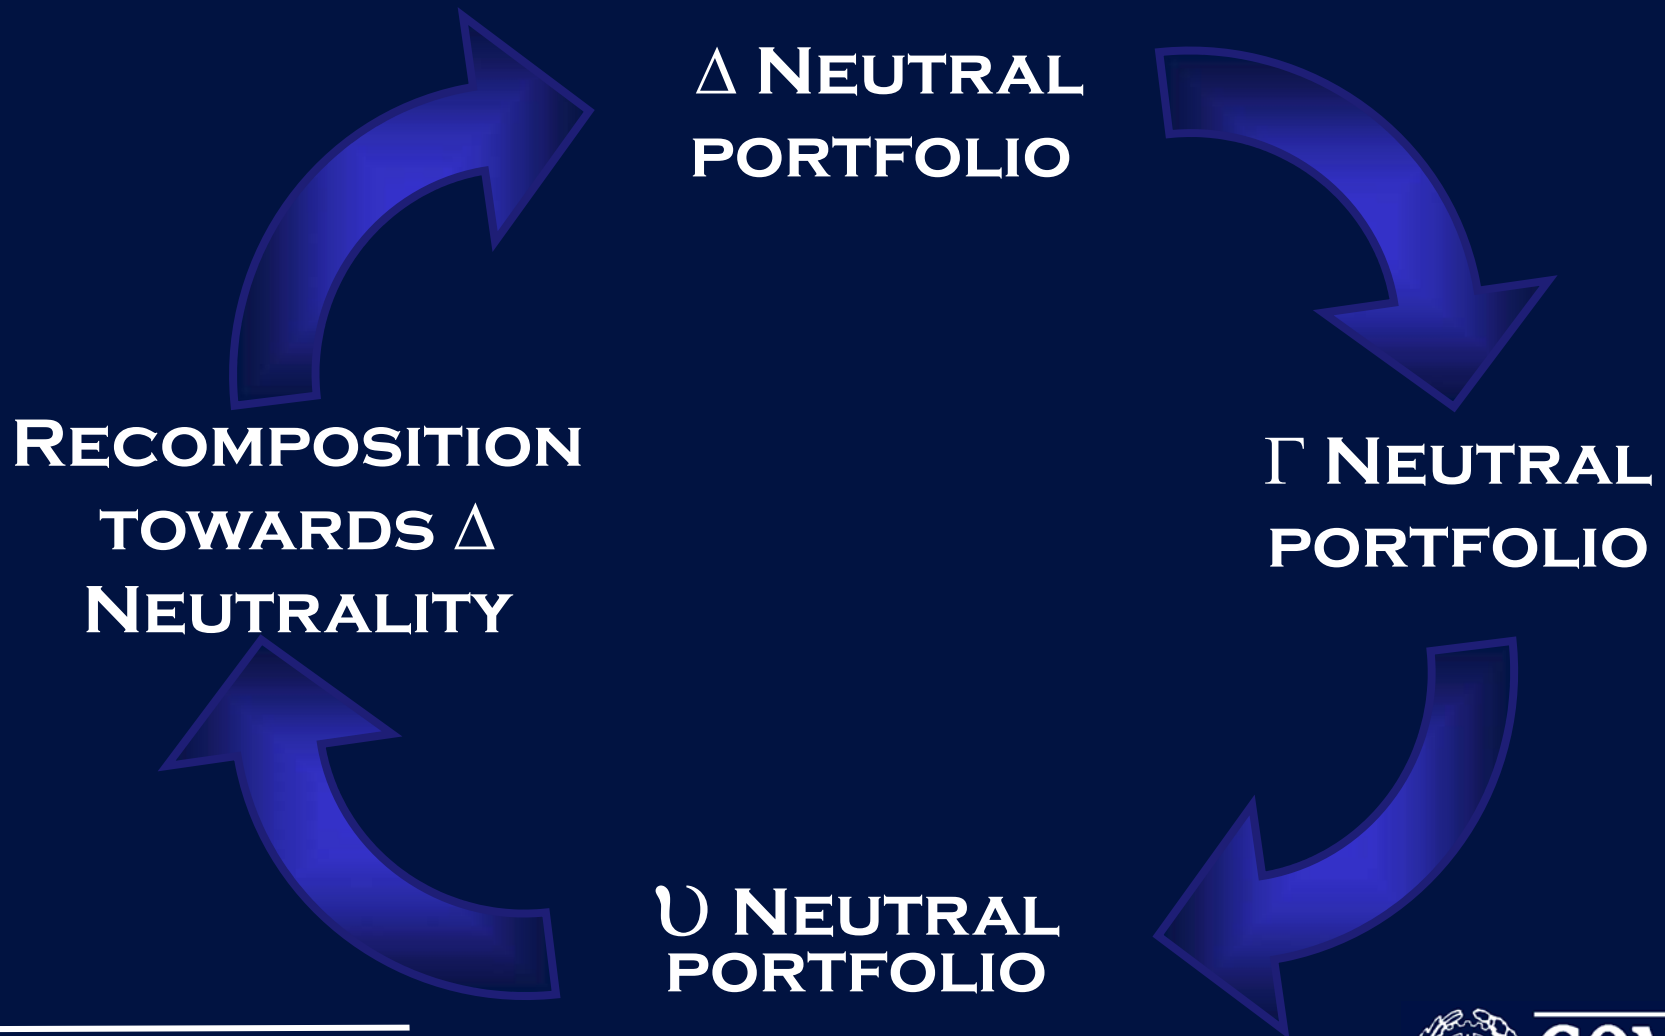 Δ NEUTRAL
PORTFOLIO
RECOMPOSITION
TOWARDS Δ
NEUTRALITY
Γ NEUTRAL
PORTFOLIO
υ NEUTRAL
PORTFOLIO